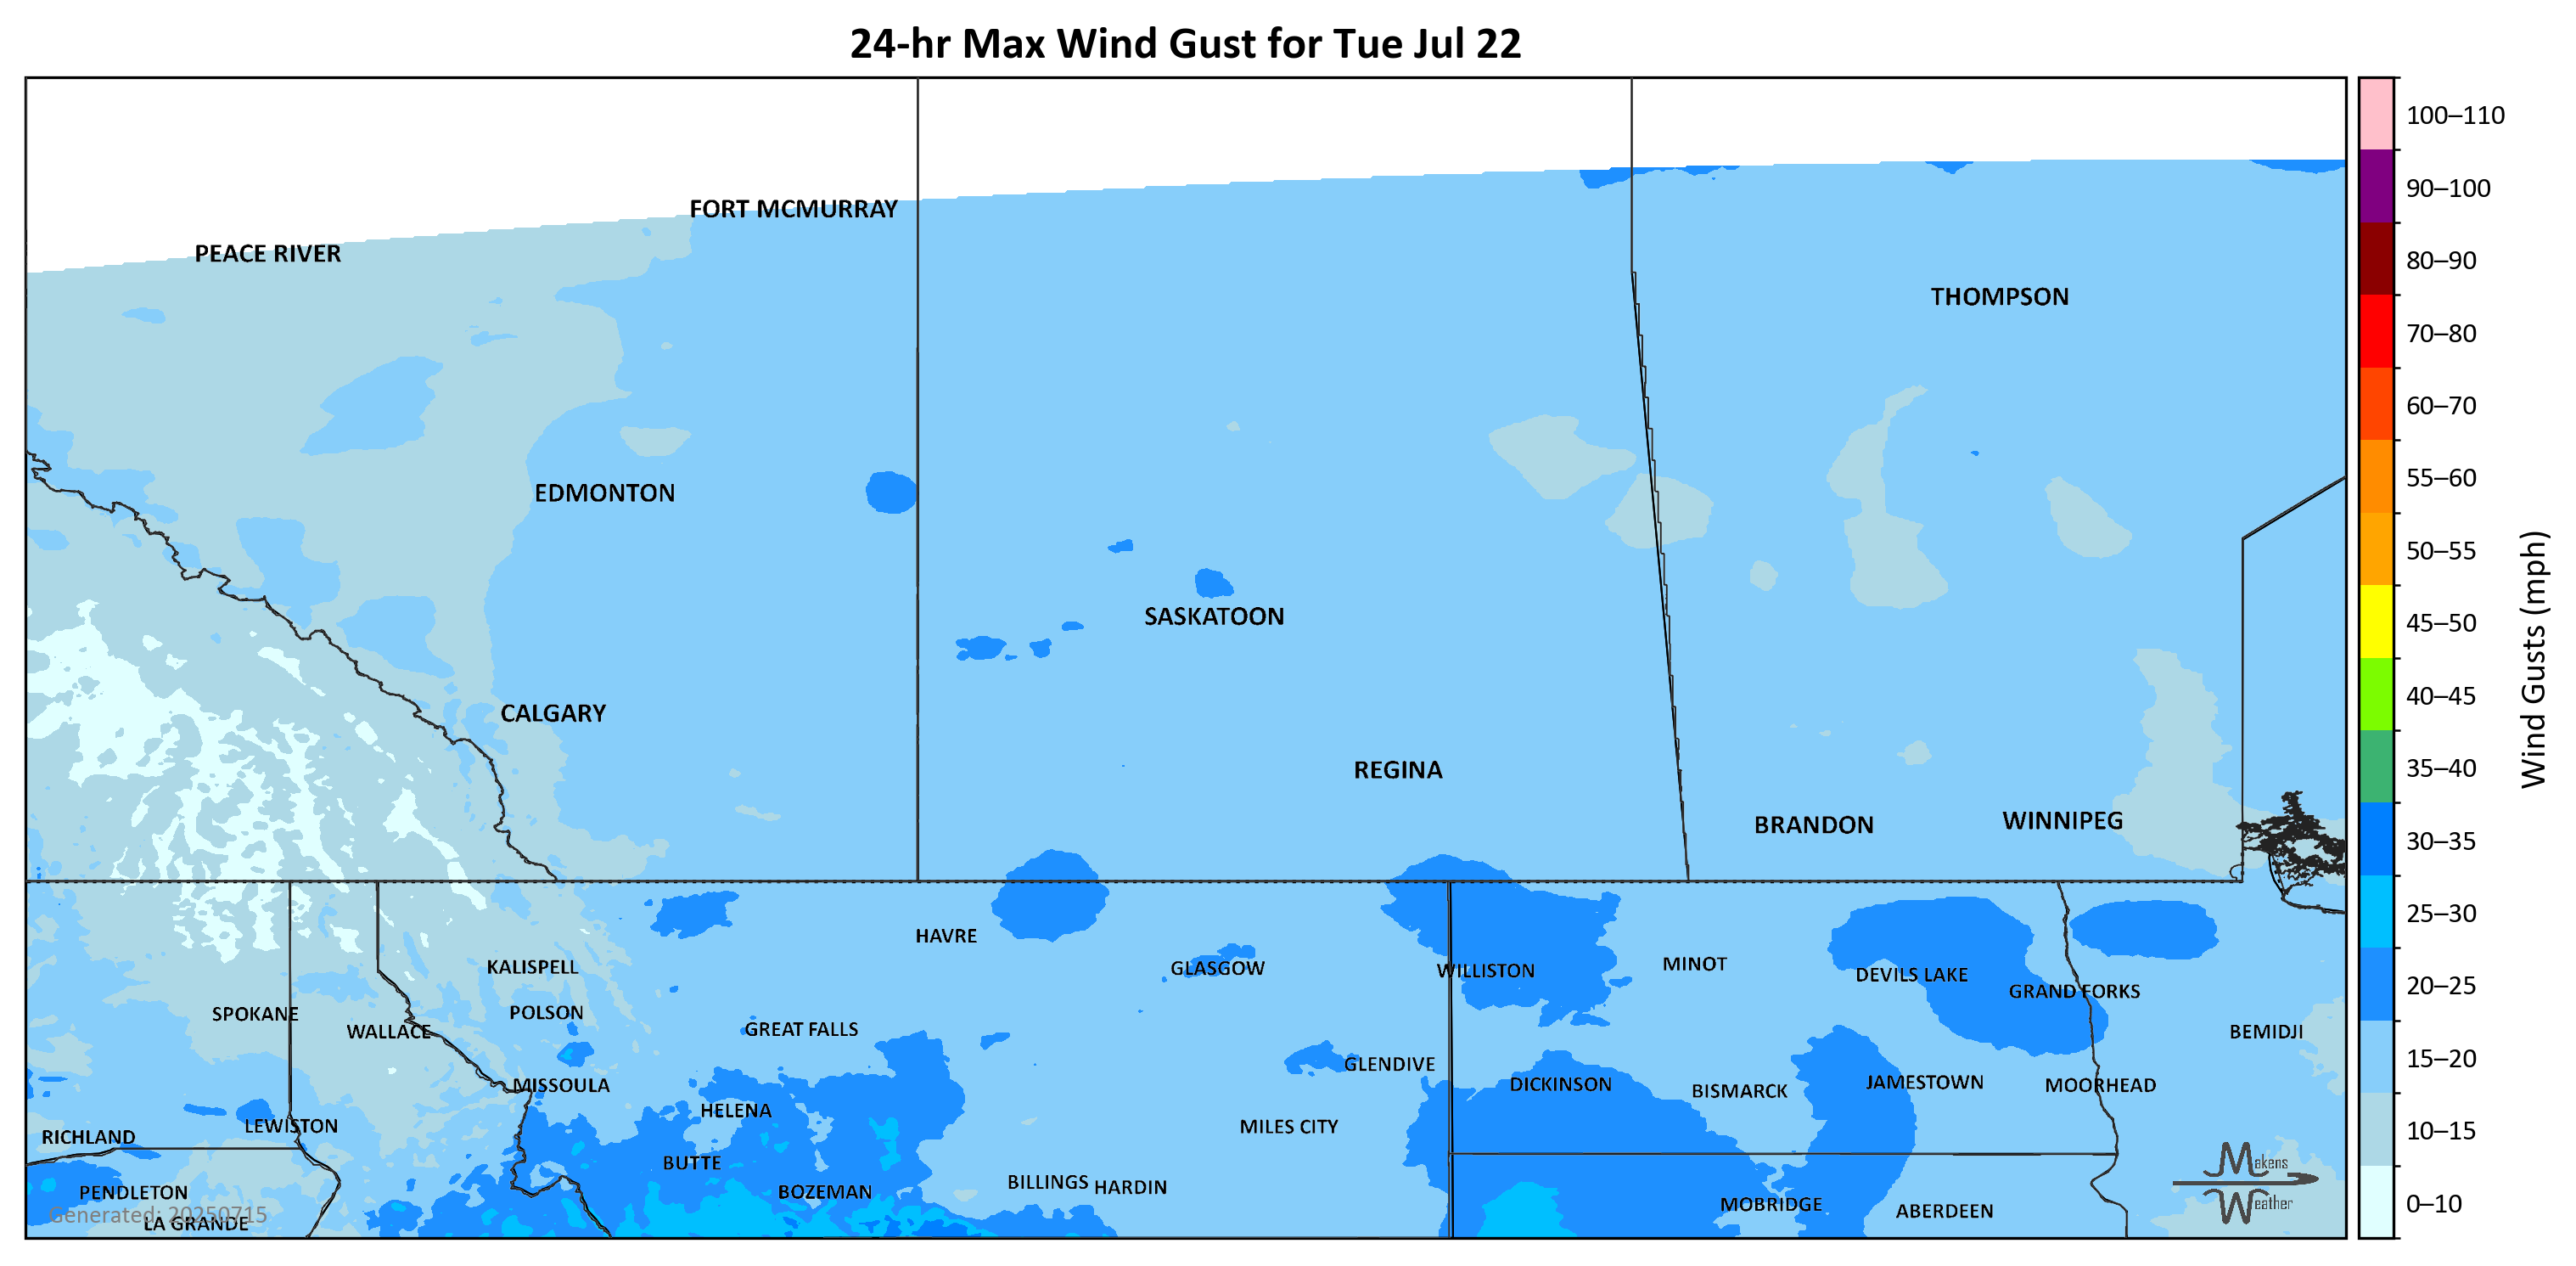 24-hr Max Wind Gust for Tue Jul 22
FORT MCMURRAY
PEACE RIVER
THOMPSON
EDMONTON
SASKATOON
CALGARY
REGINA
WINNIPEG
BRANDON
HAVRE
MINOT
KALISPELL
GLASGOW
WILLISTON
DEVILS LAKE
GRAND FORKS
POLSON
SPOKANE
GREAT FALLS
WALLACE
BEMIDJI
GLENDIVE
JAMESTOWN
DICKINSON
MISSOULA
MOORHEAD
BISMARCK
HELENA
LEWISTON
MILES CITY
RICHLAND
BUTTE
BILLINGS
HARDIN
PENDLETON
BOZEMAN
MOBRIDGE
ABERDEEN
Generated: 20250715
LA GRANDE
Makens
Weather
100–110
90–100
80–90
70–80
60–70
55–60
50–55
45–50
40–45
35–40
30–35
25–30
20–25
15–20
10–15
0–10
Wind Gusts (mph)